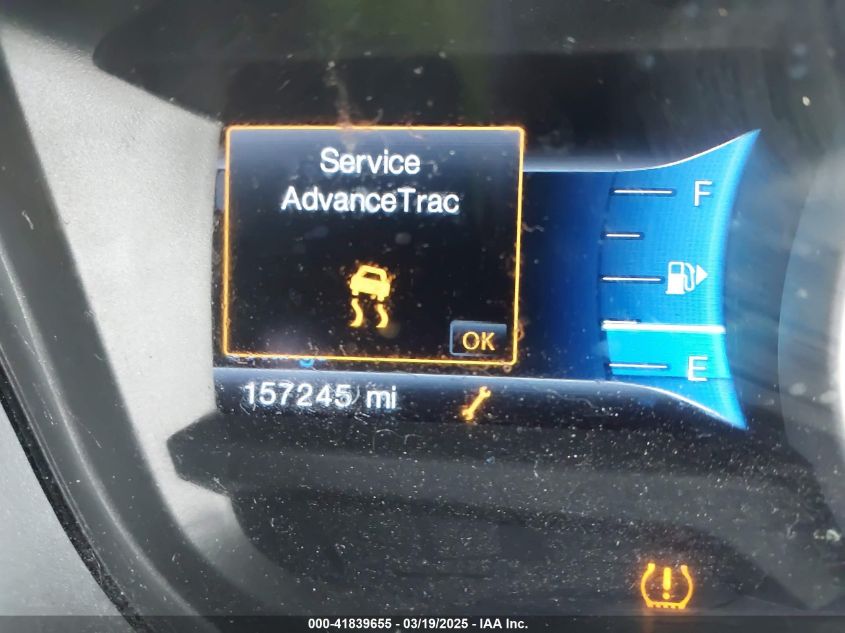 Service
AdvanceTrac
F
OK
E
157245 mi
000-41839655 - 03/19/2025 - IAA Inc.